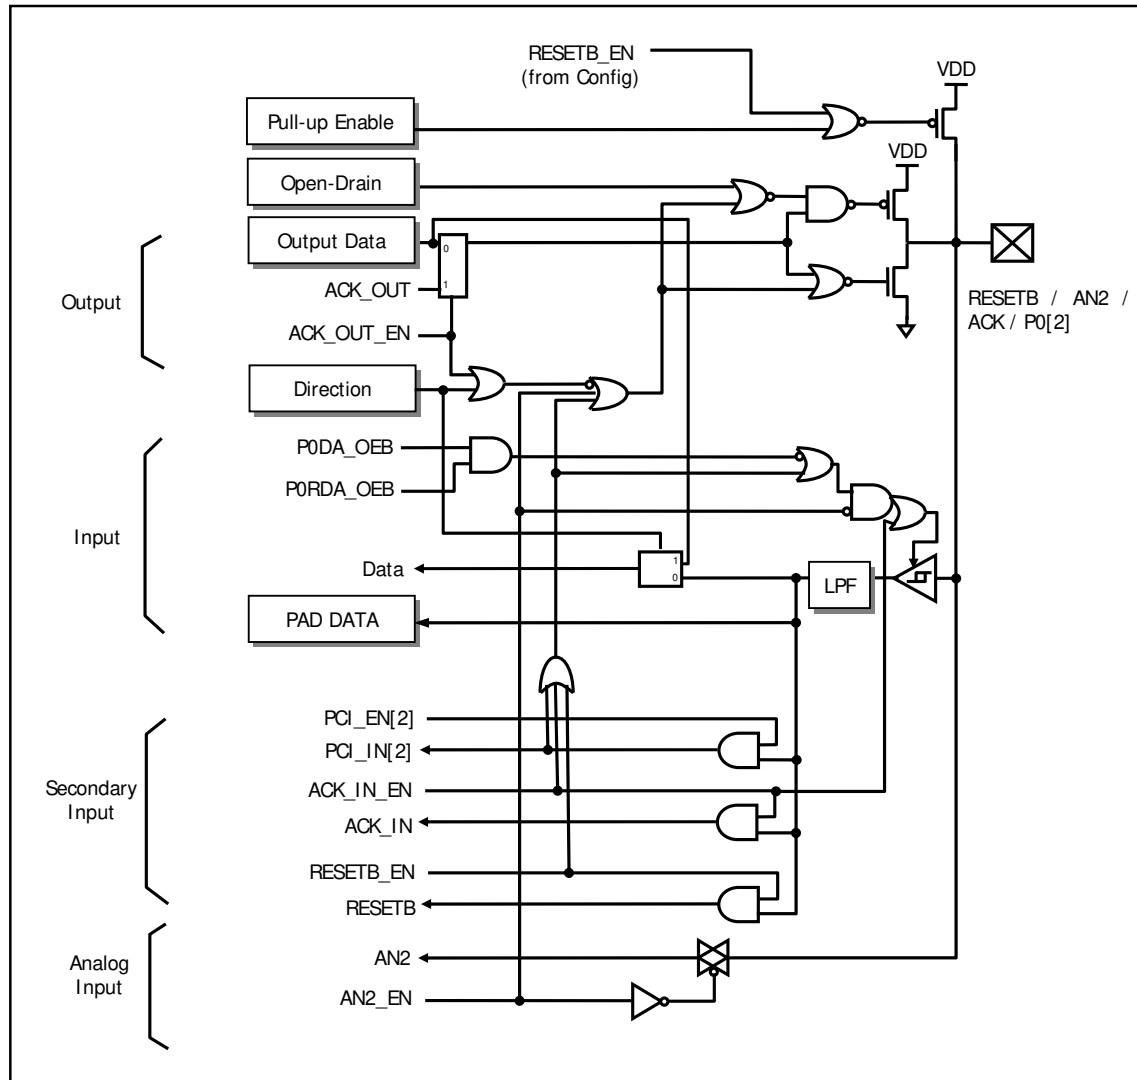 RESETB_EN
(from Config)
VDD
Pull-up Enable
VDD
Open-Drain
Output Data
0
1
ACK_OUT
Output
RESETB / AN2 /
ACK / P0[2]
ACK_OUT_EN
Direction
P0DA_OEB
P0RDA_OEB
Input
Data
1
0
LPF
PAD DATA
PCI_EN[2]
PCI_IN[2]
Secondary
Input
ACK_IN_EN
ACK_IN
RESETB_EN
RESETB
AN2
Analog
Input
AN2_EN